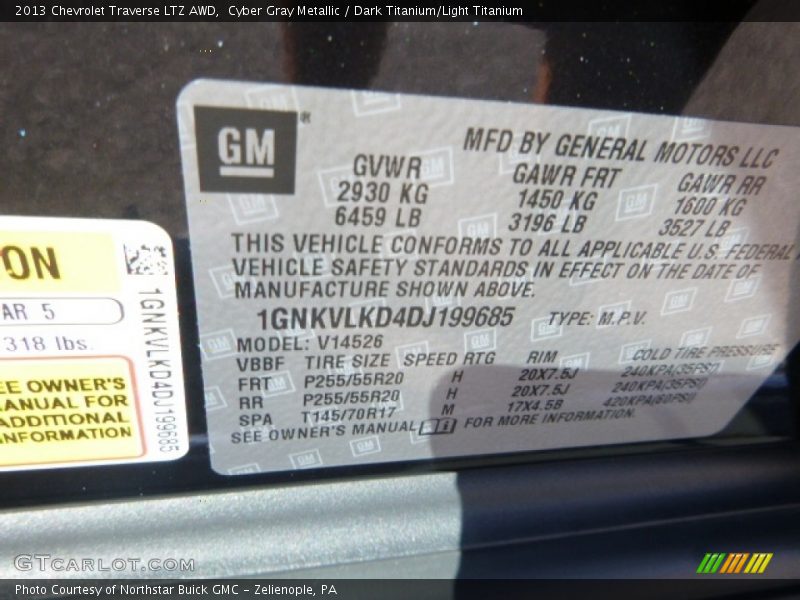 2013 Chevrolet Traverse LTZ AWD, Cyber Gray Metallic / Dark Titanium/Light Titanium
GM
®
MFD BY GENERAL MOTORS LLC
GVWR GAWR FRT GAWR RR
2930 KG 1450 KG 1600 KG
6459 LB 3196 LB 3527 LB
THIS VEHICLE CONFORMS TO ALL APPLICABLE U.S. FEDERAL
VEHICLE SAFETY STANDARDS IN EFFECT ON THE DATE OF
MANUFACTURE SHOWN ABOVE.
1GNKVLKD4DJ199685 TYPE: M.P.V.
MODEL: V14526
VBBF TIRE SIZE SPEED RTG RIM COLD TIRE PRESSURE
FRT P255/55R20 H 20X7.5J 240KPA(35PSI)
RR P255/55R20 H 20X7.5J 240KPA(35PSI)
SPA T145/70R17 M 17X4.5B 420KPA(60PSI)
SEE OWNER'S MANUAL i FOR MORE INFORMATION.
ON
AR 5
318 lbs.
EE OWNER'S
ANUAL FOR
ADDITIONAL
NFORMATION
1GNKVLKD4DJ199685
GTCarLot.com
Photo Courtesy of Northstar Buick GMC - Zelienople, PA